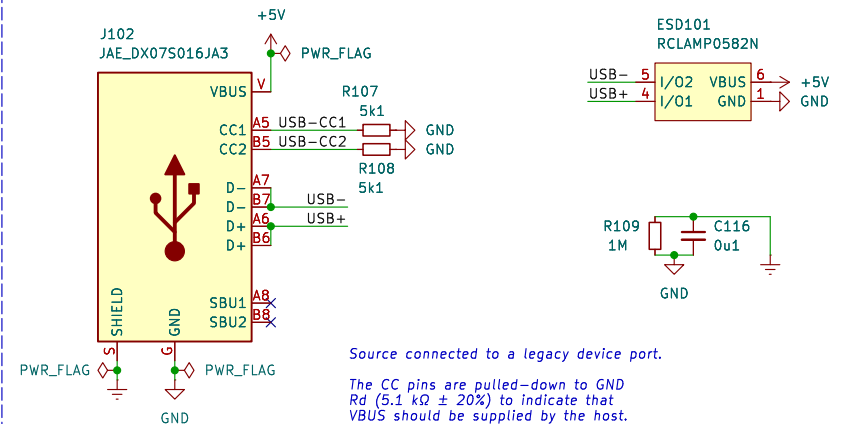 +5V
J102
JAE_DX07S016JA3
PWR_FLAG
VBUS
V
R107
5k1
CC1
A5
USB-CC1
GND
CC2
B5
USB-CC2
GND
R108
5k1
D-
A7
D-
B7
USB-
D+
A6
USB+
D+
B6
SBU1
A8
SBU2
B8
SHIELD
GND
S
G
PWR_FLAG
PWR_FLAG
GND
ESD101
RCLAMP0582N
USB-
5
I/O2
VBUS
6
+5V
USB+
4
I/O1
GND
1
GND
R109
1M
C116
0u1
GND
Source connected to a legacy device port.
The CC pins are pulled-down to GND
Rd (5.1 kΩ ± 20%) to indicate that
VBUS should be supplied by the host.